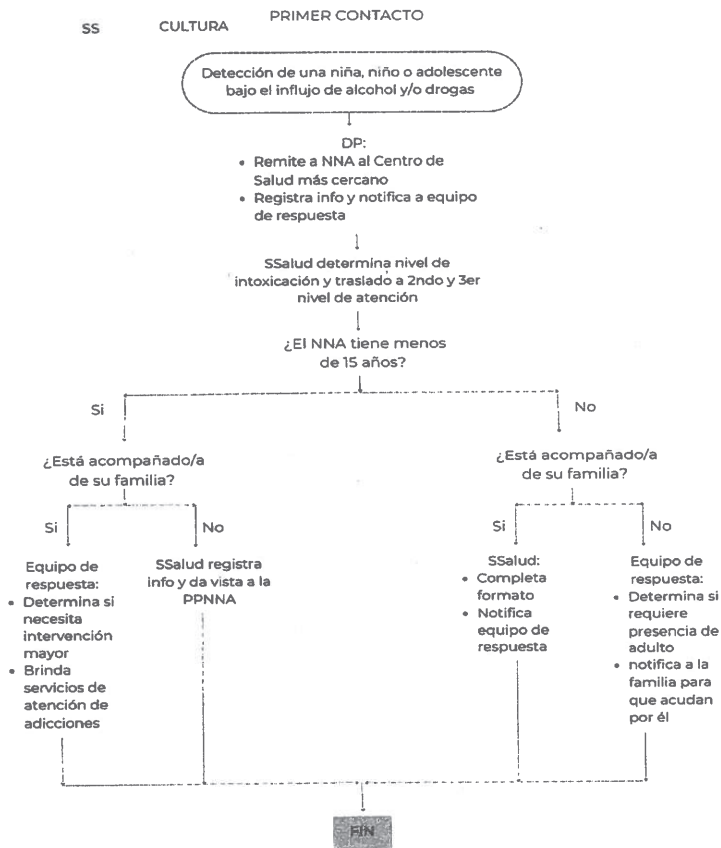 PRIMER CONTACTO
SS CULTURA
Detección de una niña, niño o adolescente
bajo el influjo de alcohol y/o drogas
DP:
• Remite a NNA al Centro de
Salud más cercano
• Registra info y notifica a equipo
de respuesta
SSalud determina nivel de
intoxicación y traslado a 2ndo y 3er
nivel de atención
¿El NNA tiene menos
de 15 años?
Si
No
¿Está acompañado/a
de su familia?
Si
No
Equipo de
respuesta:
• Determina si
necesita
intervención
mayor
• Brinda
servicios de
atención de
adicciones
SSalud registra
info y da vista a la
PPNNA
¿Está acompañado/a
de su familia?
Si
No
SSalud:
• Completa
formato
• Notifica
equipo de
respuesta
Equipo de
respuesta:
• Determina si
requiere
presencia de
adulto
• notifica a la
familia para
que acudan
por él
FIN